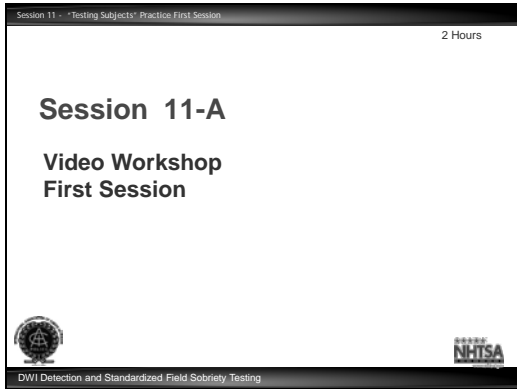 Session 11 - "Testing Subjects" Practice First Session
2 Hours
Session 11-A
Video Workshop
First Session
NHTSA
DWI Detection and Standardized Field Sobriety Testing